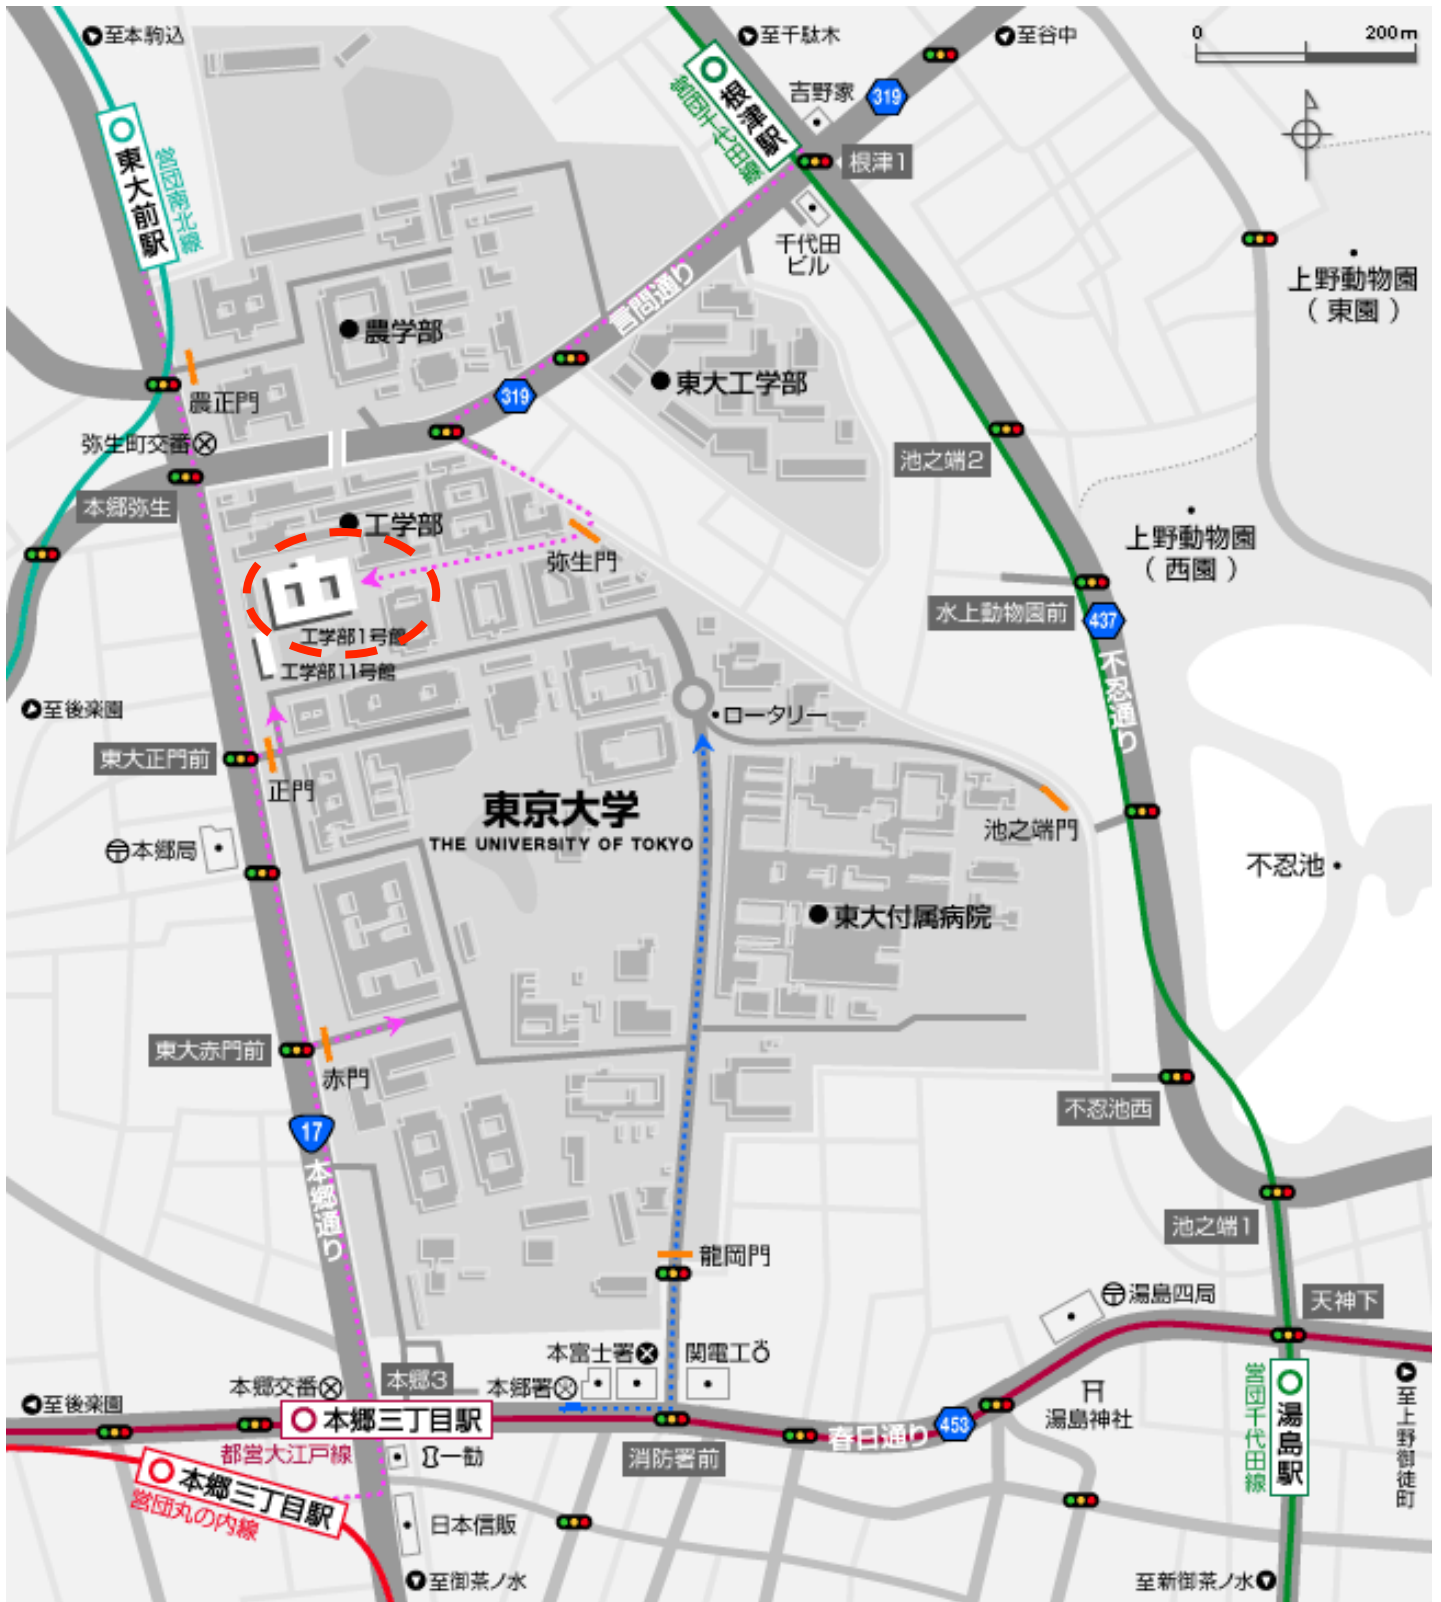 至本駒込
至千駄木
至谷中
0
200m
吉野家
319
根津駅
営団千代田線
根津1
東大前駅
営団南北線
千代田
ビル
上野動物園
（東園）
言問通り
農学部
東大工学部
319
農正門
弥生町交番
池之端2
本郷弥生
工学部
弥生門
上野動物園
（西園）
水上動物園前
437
不忍通り
工学部1号館
工学部11号館
至後楽園
ロータリー
東大正門前
正門
東京大学
THE UNIVERSITY OF TOKYO
池之端門
本郷局
不忍池
東大付属病院
東大赤門前
赤門
不忍池西
17
本郷通り
池之端1
龍岡門
湯島四局
天神下
本富士署
関電工
本郷3
本郷交番
本郷署
至後楽園
本郷三丁目駅
都営大江戸線
一勧
消防署前
春日通り
453
湯島神社
営団千代田線
湯島駅
至上野御徒町
本郷三丁目駅
営団丸の内線
日本信販
至御茶ノ水
至新御茶ノ水